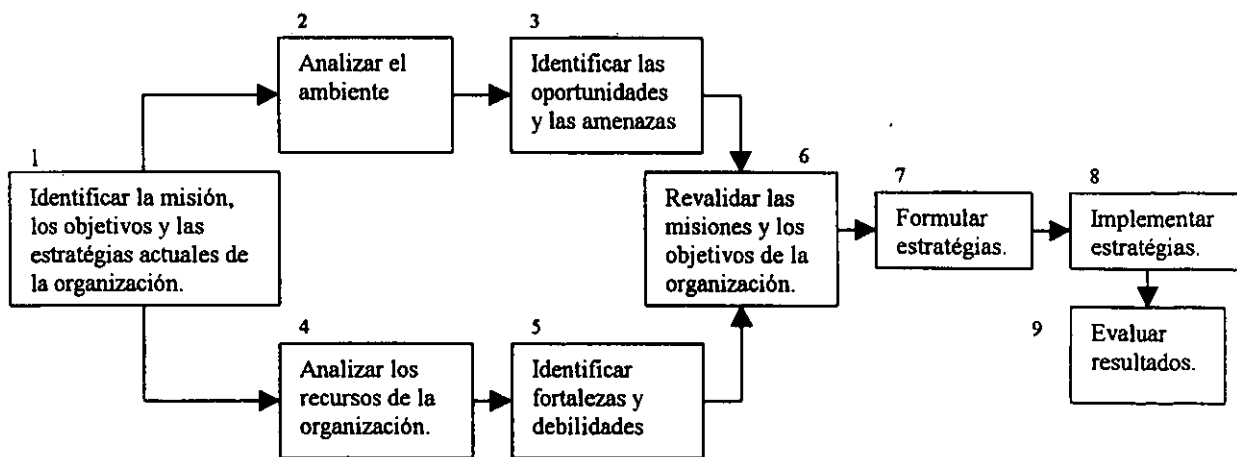 1
Identificar la misión,
los objetivos y las
estratégias actuales de
la organización.
2
Analizar el
ambiente
3
Identificar las
oportunidades
y las amenazas
4
Analizar los
recursos de la
organización.
5
Identificar
fortalezas y
debilidades
6
Revalidar las
misiones y los
objetivos de la
organización.
7
Formular
estratégias.
8
Implementar
estratégias.
9
Evaluar
resultados.